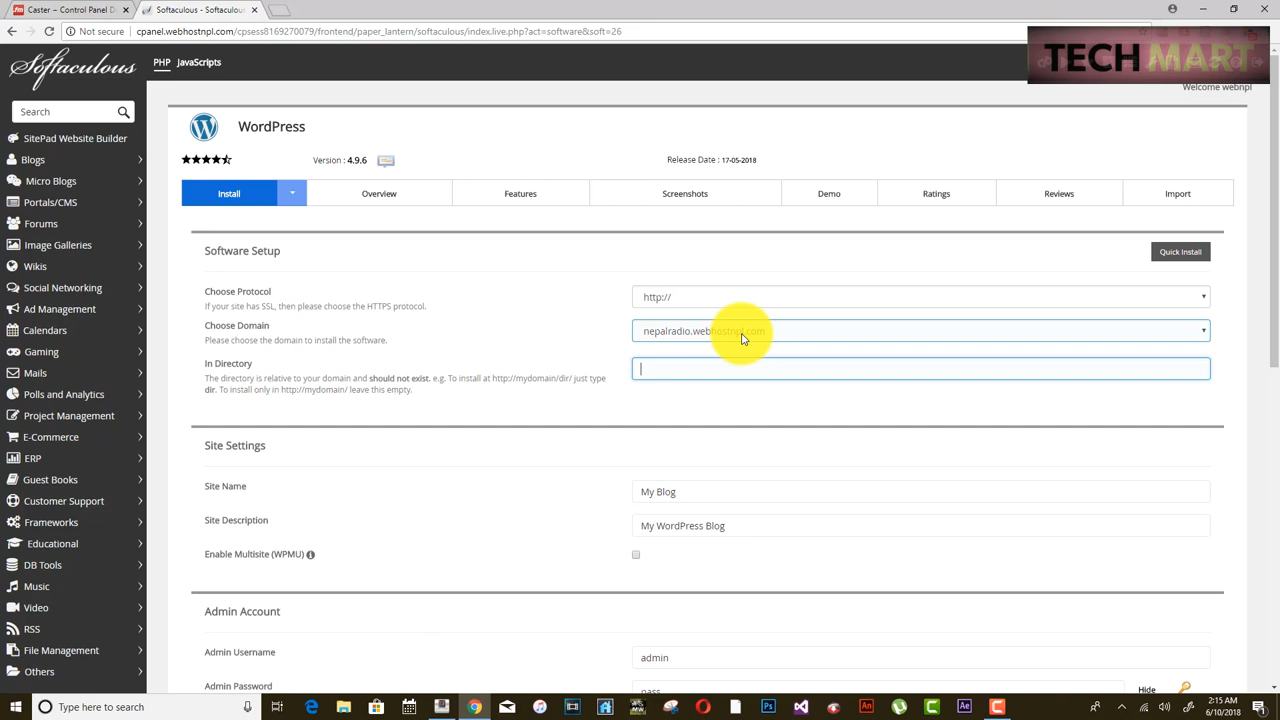 Caster – Control Panel D
Softaculous - Softaculous -
Not secure
cpanel.webhostnpl.com/cpsess8169270079/frontend/paper_lantern/softaculous/index.live.php?act=software&soft=26
Softaculous
PHP
JavaScripts
TECH MART
Welcome webnpl
Search
SitePad Website Builder
Blogs
Micro Blogs
Portals/CMS
Forums
Image Galleries
Wikis
Social Networking
Ad Management
Calendars
Gaming
Mails
Polls and Analytics
Project Management
E-Commerce
ERP
Guest Books
Customer Support
Frameworks
Educational
DB Tools
Music
Video
RSS
File Management
Others
WordPress
Version : 4.9.6
Release Date : 17-05-2018
Install
Overview
Features
Screenshots
Demo
Ratings
Reviews
Import
Software Setup
Quick Install
Choose Protocol
If your site has SSL, then please choose the HTTPS protocol.
http://
Choose Domain
Please choose the domain to install the software.
nepalradio.webhostnpl.com
In Directory
The directory is relative to your domain and should not exist. e.g. To install at http://mydomain/dir/ just type
dir. To install only in http://mydomain/ leave this empty.
Site Settings
Site Name
My Blog
Site Description
My WordPress Blog
Enable Multisite (WPMU)
Admin Account
Admin Username
admin
Admin Password
pass
Hide
Type here to search
2:15 AM
6/10/2018